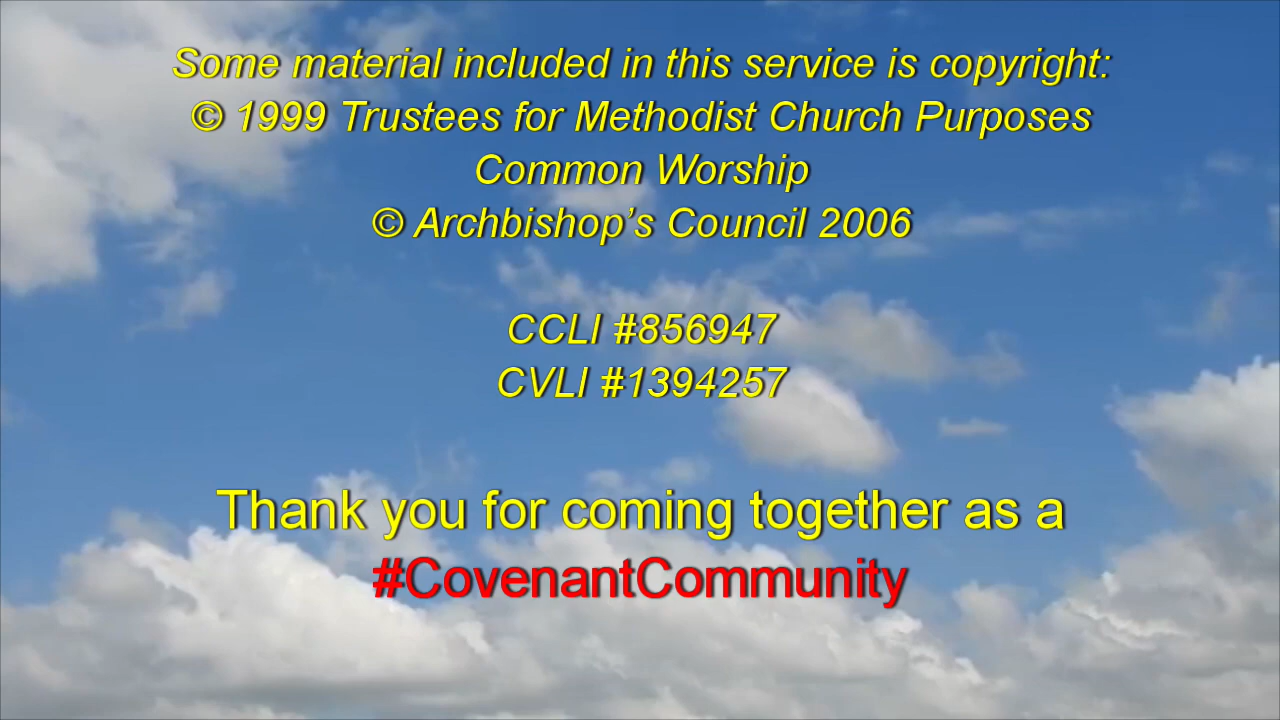 Some material included in this service is copyright:
© 1999 Trustees for Methodist Church Purposes
Common Worship
© Archbishop’s Council 2006
CCLI #856947
CVLI #1394257
Thank you for coming together as a
#CovenantCommunity